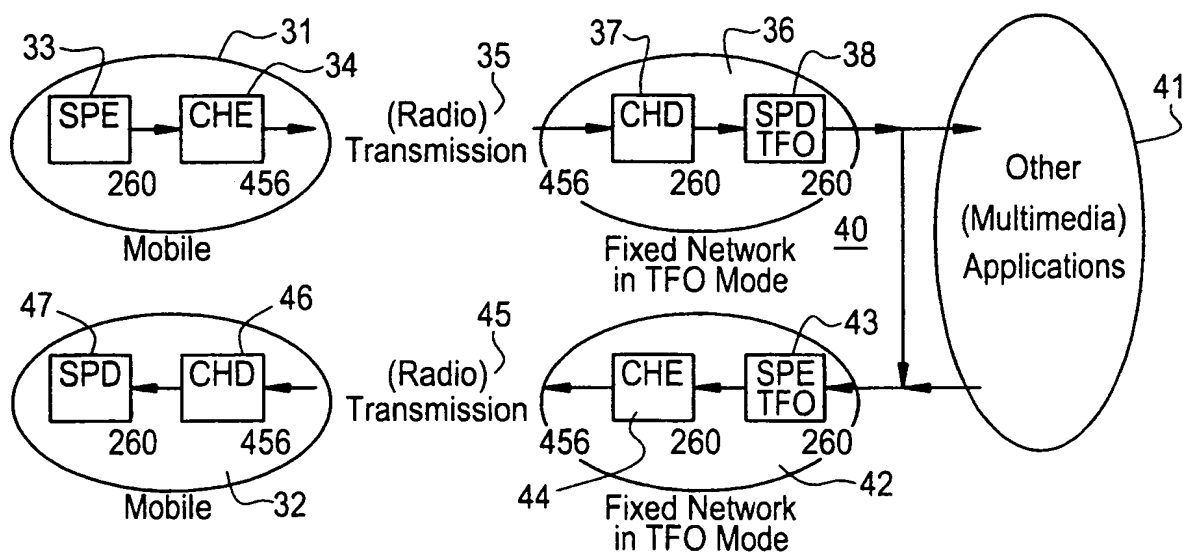 33
31
34
35
37
36
38
41
SPE
CHE
(Radio)
Transmission
CHD
SPD
TFO
260
456
456
260
260
Mobile
Fixed Network
in TFO Mode
40
Other
(Multimedia)
Applications
47
46
45
43
SPD
CHD
(Radio)
Transmission
CHE
SPE
TFO
260
456
456
260
260
Mobile
32
44
42
Fixed Network
in TFO Mode